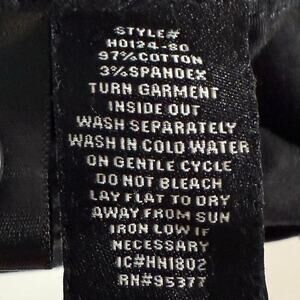 STYLE#
H0124-80
97%COTTON
3%SPANDEX
TURN GARMENT
INSIDE OUT
WASH SEPARATELY
WASH IN COLD WATER
ON GENTLE CYCLE
DO NOT BLEACH
LAY FLAT TO DRY
AWAY FROM SUN
IRON LOW IF
NECESSARY
IC#HN1802
RN#95377